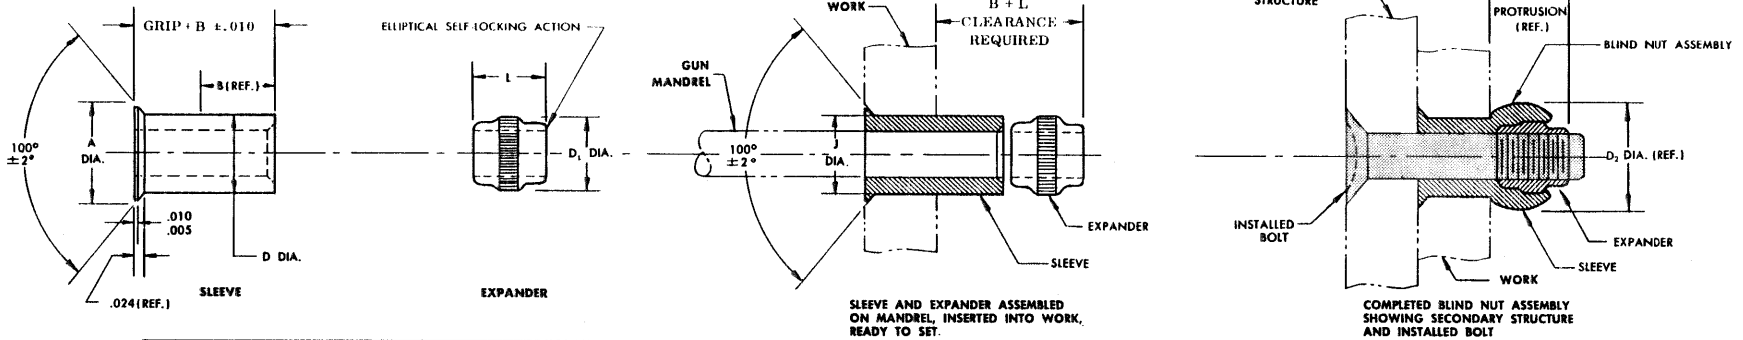 GRIP + B ±.010
ELLIPTICAL SELF-LOCKING ACTION
B (REF.)
L
100°
±2°
A
DIA.
D₁ DIA.
.010
.005
D DIA.
.024 (REF.)
SLEEVE
EXPANDER
WORK
B + L
CLEARANCE
REQUIRED
GUN
MANDREL
100°
±2°
J
DIA.
EXPANDER
SLEEVE
SLEEVE AND EXPANDER ASSEMBLED
ON MANDREL, INSERTED INTO WORK,
READY TO SET.
STRUCTURE
PROTRUSION
(REF.)
BLIND NUT ASSEMBLY
D₂ DIA. (REF.)
INSTALLED
BOLT
EXPANDER
SLEEVE
WORK
COMPLETED BLIND NUT ASSEMBLY
SHOWING SECONDARY STRUCTURE
AND INSTALLED BOLT